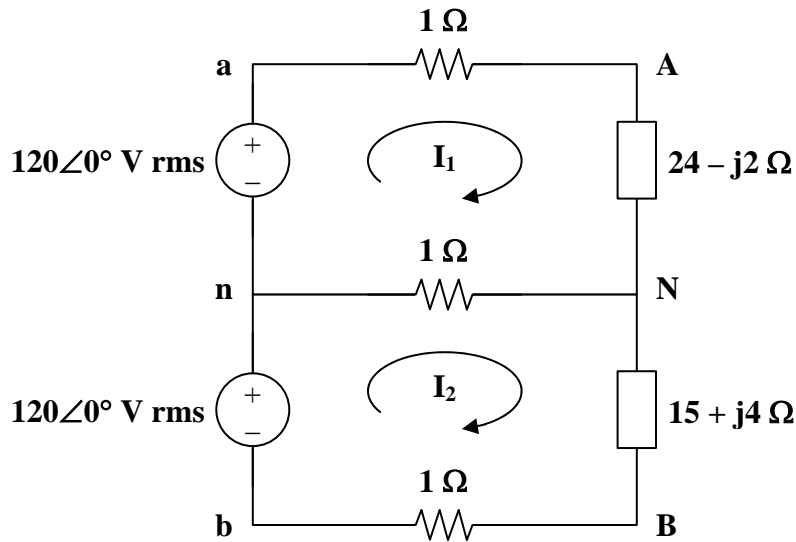 1 Ω
a
A
+
120∠0° V rms
–
I₁
24 – j2 Ω
1 Ω
n
N
+
120∠0° V rms
–
I₂
15 + j4 Ω
1 Ω
b
B